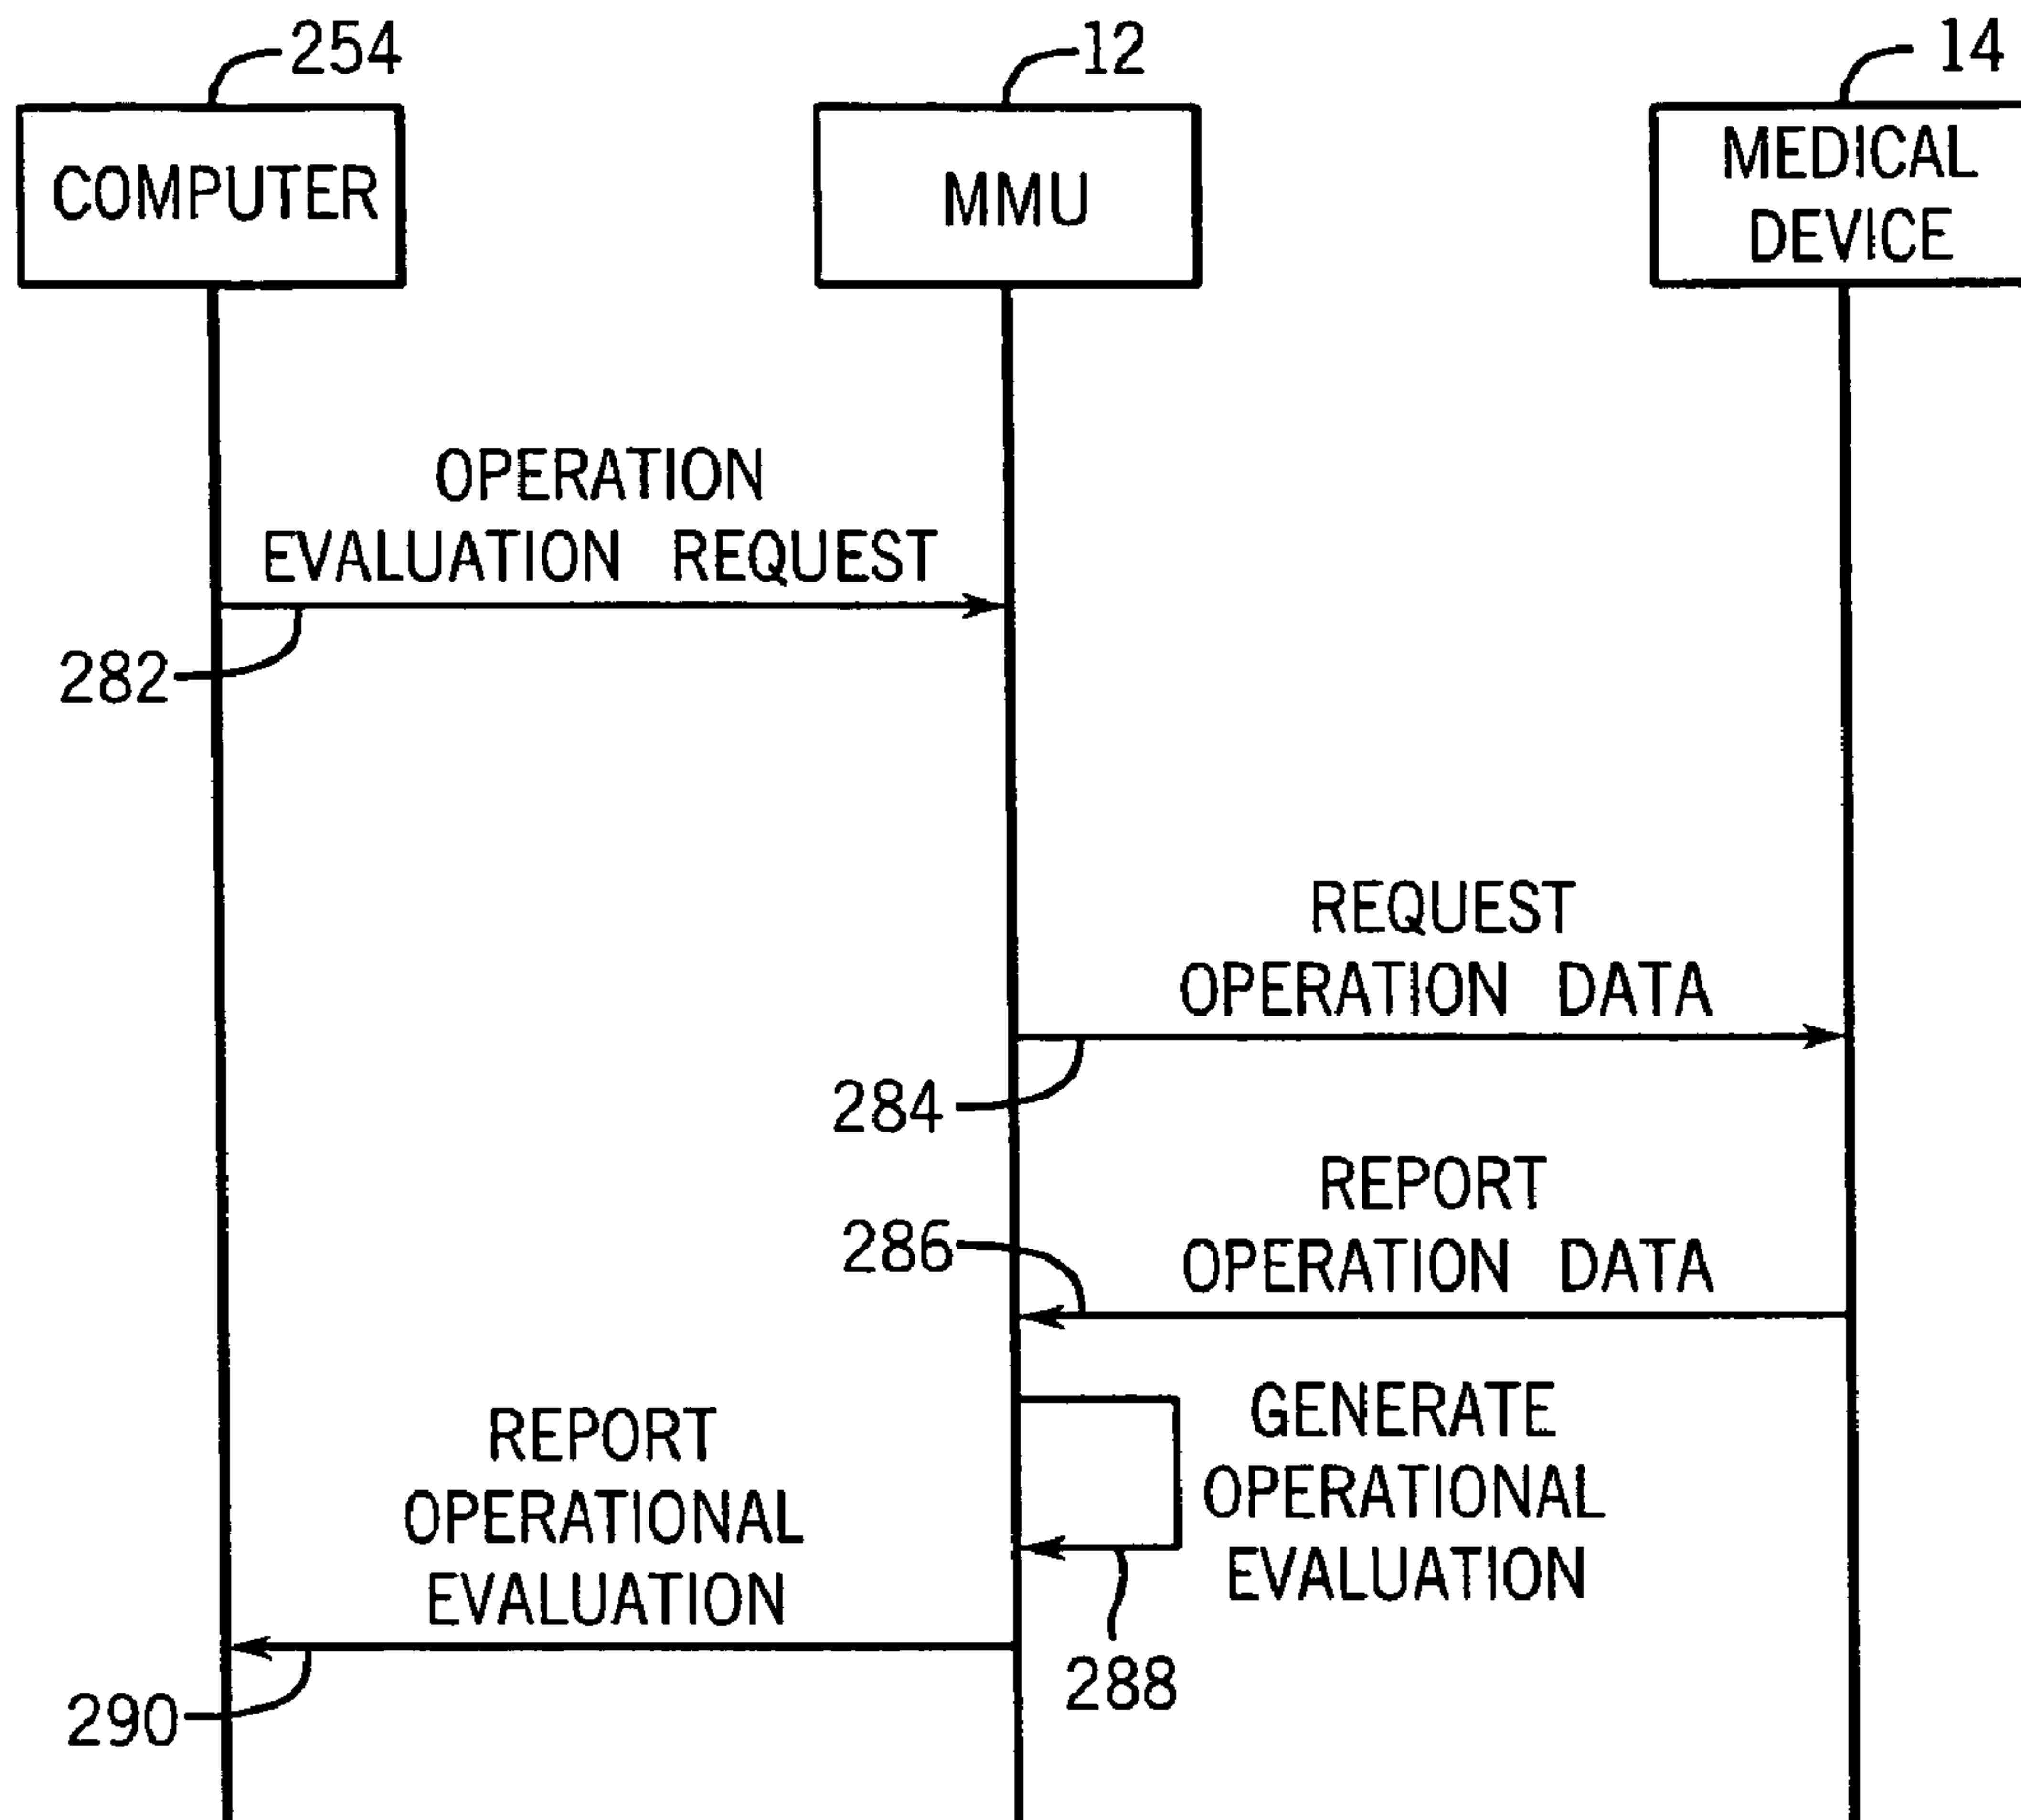 254
12
14
COMPUTER
MMU
MEDICAL
DEVICE
OPERATION
EVALUATION REQUEST
282
REQUEST
OPERATION DATA
284
REPORT
OPERATION DATA
286
GENERATE
OPERATIONAL
EVALUATION
288
REPORT
OPERATIONAL
EVALUATION
290